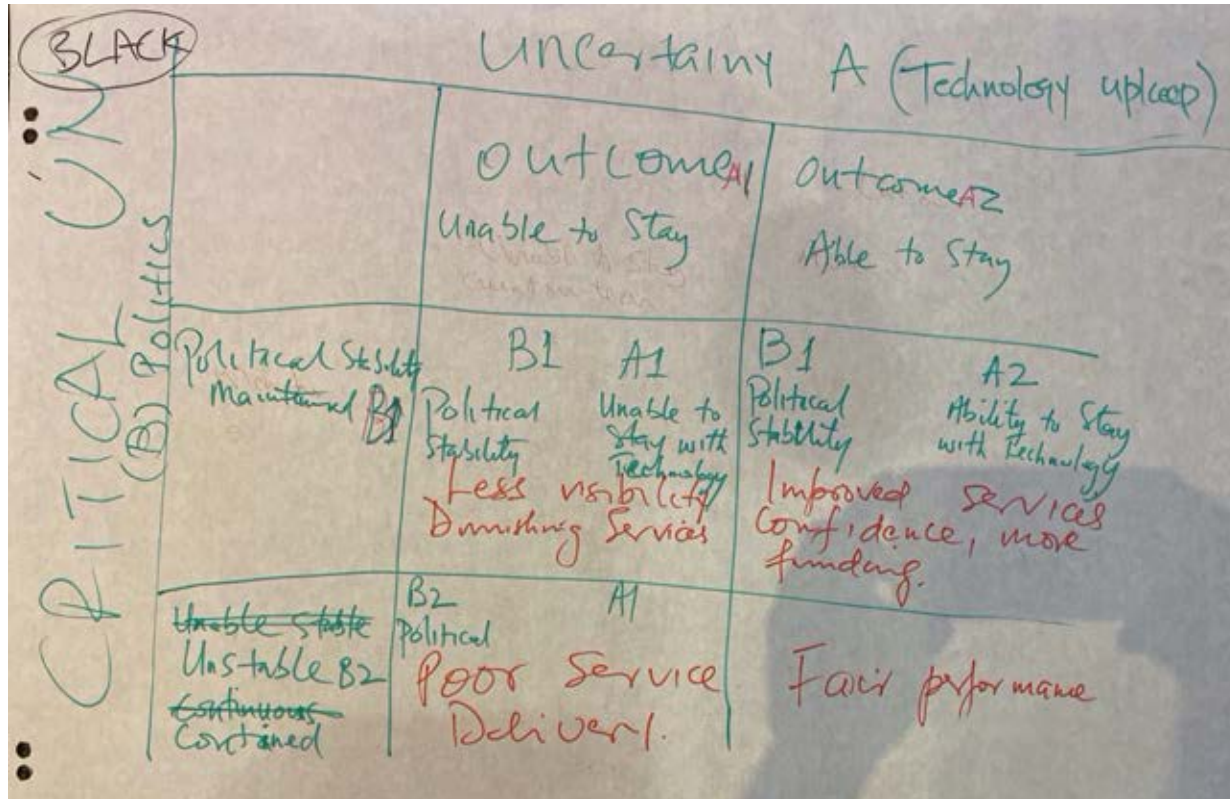 BLACK
Uncertainy A (Technology upkeep)
CRITICAL UN
(B) Politics
Outcome A1
Unable to Stay
Outcome A2
Able to Stay
Political Stability
Maintained B1
B1 A1
Political Stability
Unable to Stay with Technology
Less visibility
Dimnishing Services
B1 A2
Political Stability
Ability to Stay with Technology
Improved services
Confidence, more
funding.
Unable stable
Unstable B2
Continuous
Contained
B2 A1
Political
Poor Service
Delivery.
Fair performance